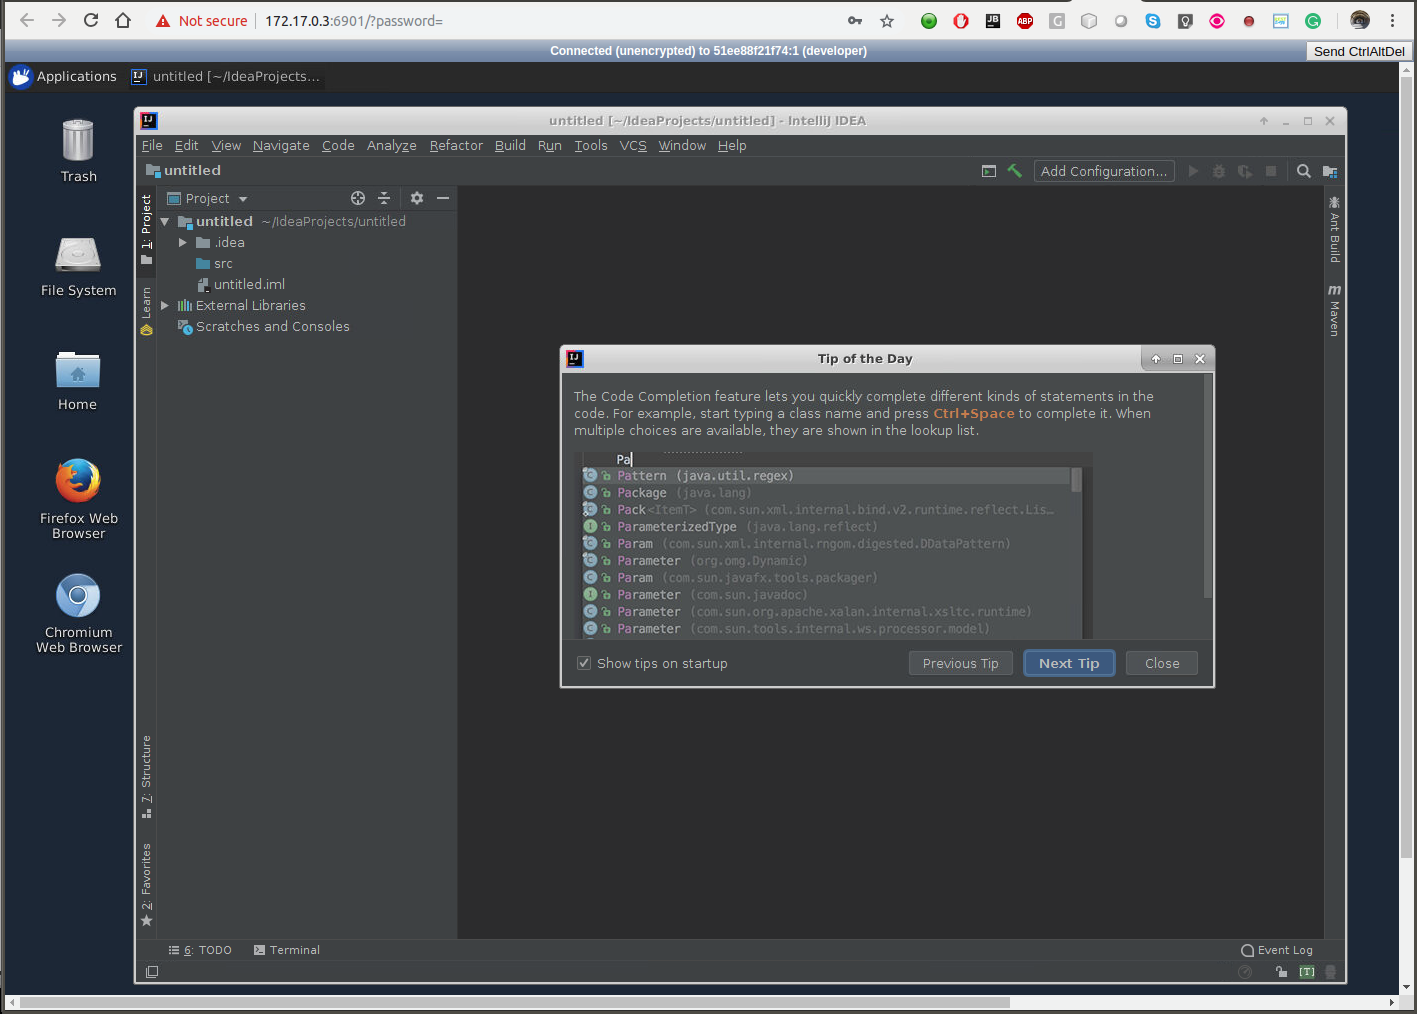 Not secure
172.17.0.3:6901/?password=
Connected (unencrypted) to 51ee88f21f74:1 (developer)
Send CtrlAltDel
Applications
untitled [~/IdeaProjects...
Trash
File System
Home
Firefox Web
Browser
Chromium
Web Browser
untitled [~/IdeaProjects/untitled] - IntelliJ IDEA
File Edit View Navigate Code Analyze Refactor Build Run Tools VCS Window Help
untitled
Add Configuration...
1: Project
Learn
7: Structure
2: Favorites
Project
untitled ~/IdeaProjects/untitled
.idea
src
untitled.iml
External Libraries
Scratches and Consoles
Ant Build
Maven
Tip of the Day
The Code Completion feature lets you quickly complete different kinds of statements in the
code. For example, start typing a class name and press Ctrl+Space to complete it. When
multiple choices are available, they are shown in the lookup list.
Pa
Pattern (java.util.regex)
Package (java.lang)
Pack<ItemT> (com.sun.xml.internal.bind.v2.runtime.reflect.Lis...
ParameterizedType (java.lang.reflect)
Param (com.sun.xml.internal.rngom.digested.DDataPattern)
Parameter (org.omg.Dynamic)
Param (com.sun.javafx.tools.packager)
Parameter (com.sun.javadoc)
Parameter (com.sun.org.apache.xalan.internal.xsltc.runtime)
Parameter (com.sun.tools.internal.ws.processor.model)
Show tips on startup
Previous Tip
Next Tip
Close
6: TODO
Terminal
Event Log
[T]